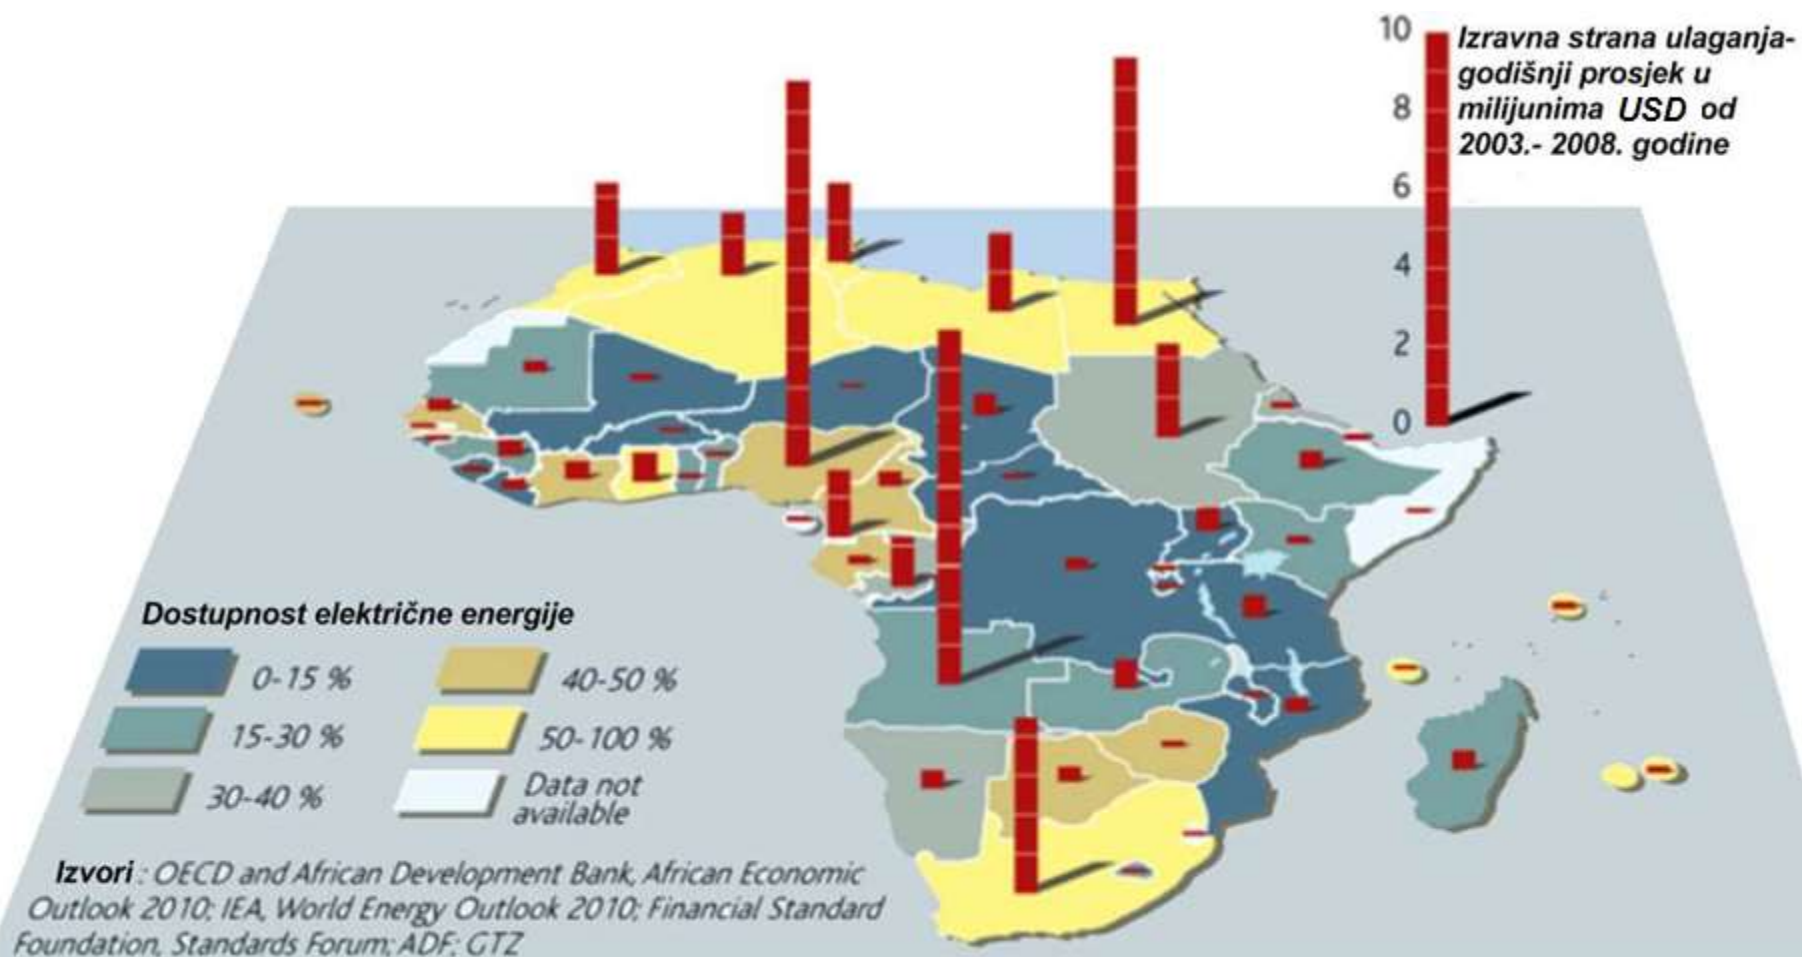 10
8
6
4
2
0
Izravna strana ulaganja-
godišnji prosjek u
milijunima USD od
2003.- 2008. godine
Dostupnost električne energije
0-15 %
15-30 %
30-40 %
40-50 %
50-100 %
Data not
available
Izvori : OECD and African Development Bank, African Economic
Outlook 2010; IEA, World Energy Outlook 2010; Financial Standard
Foundation, Standards Forum; ADF; GTZ